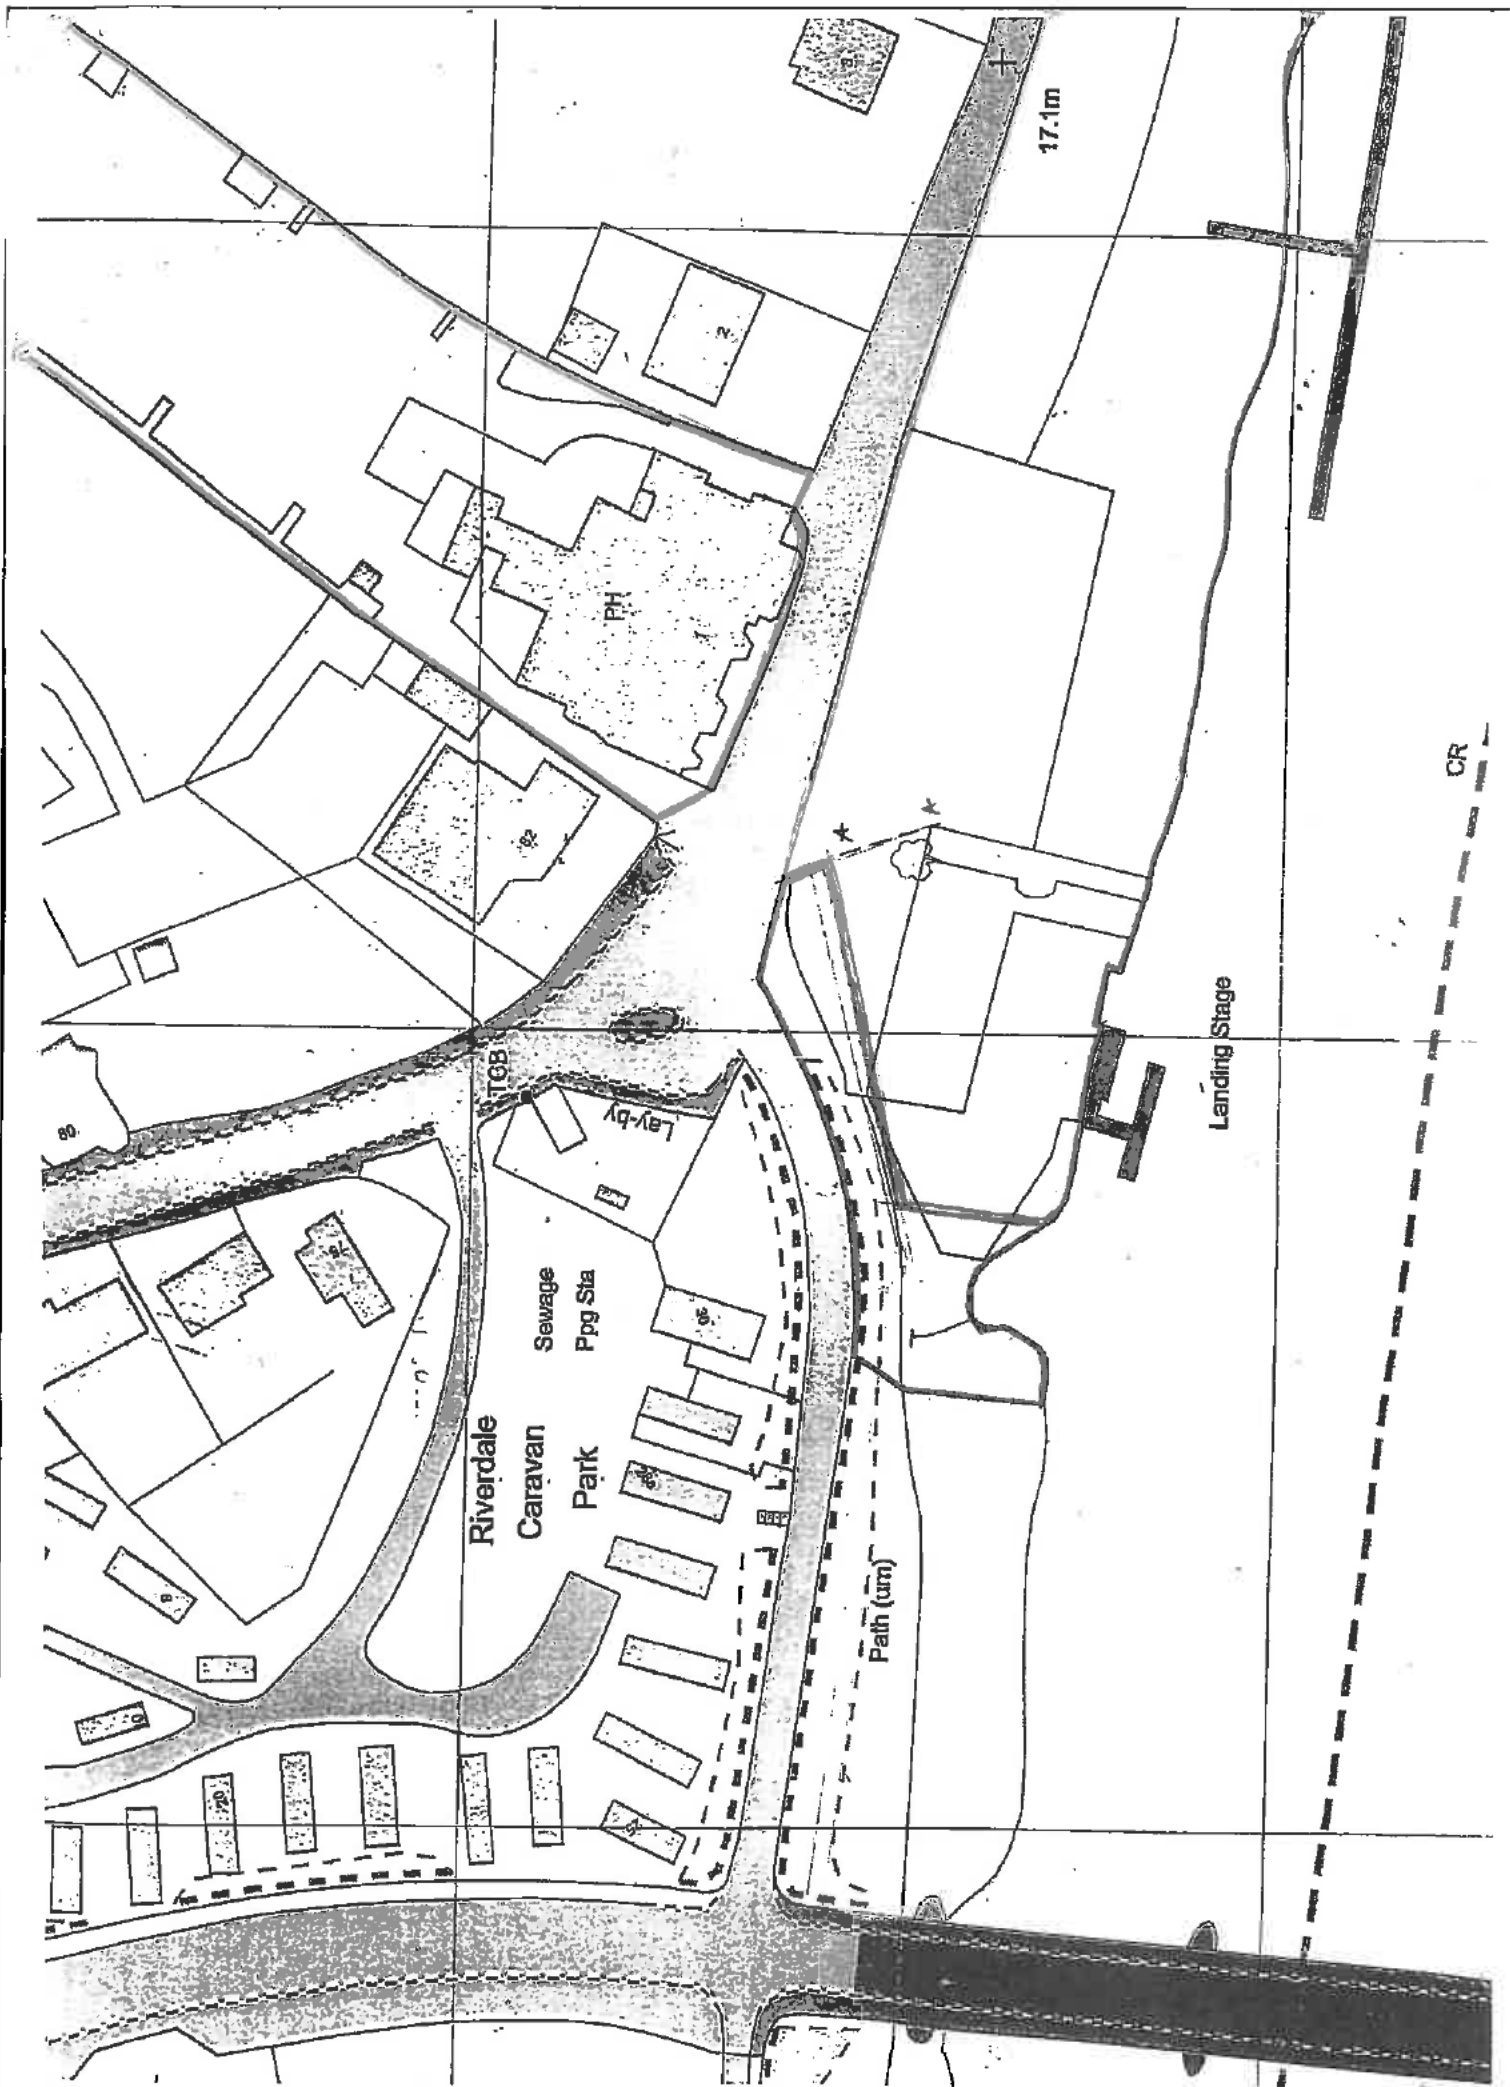 17.1m
2
PH
62
A
A
CR
TCB
80
Lay-by
Landing Stage
Sewage
Ppg Sta
Riverdale
Caravan
Park
Path (um)
20